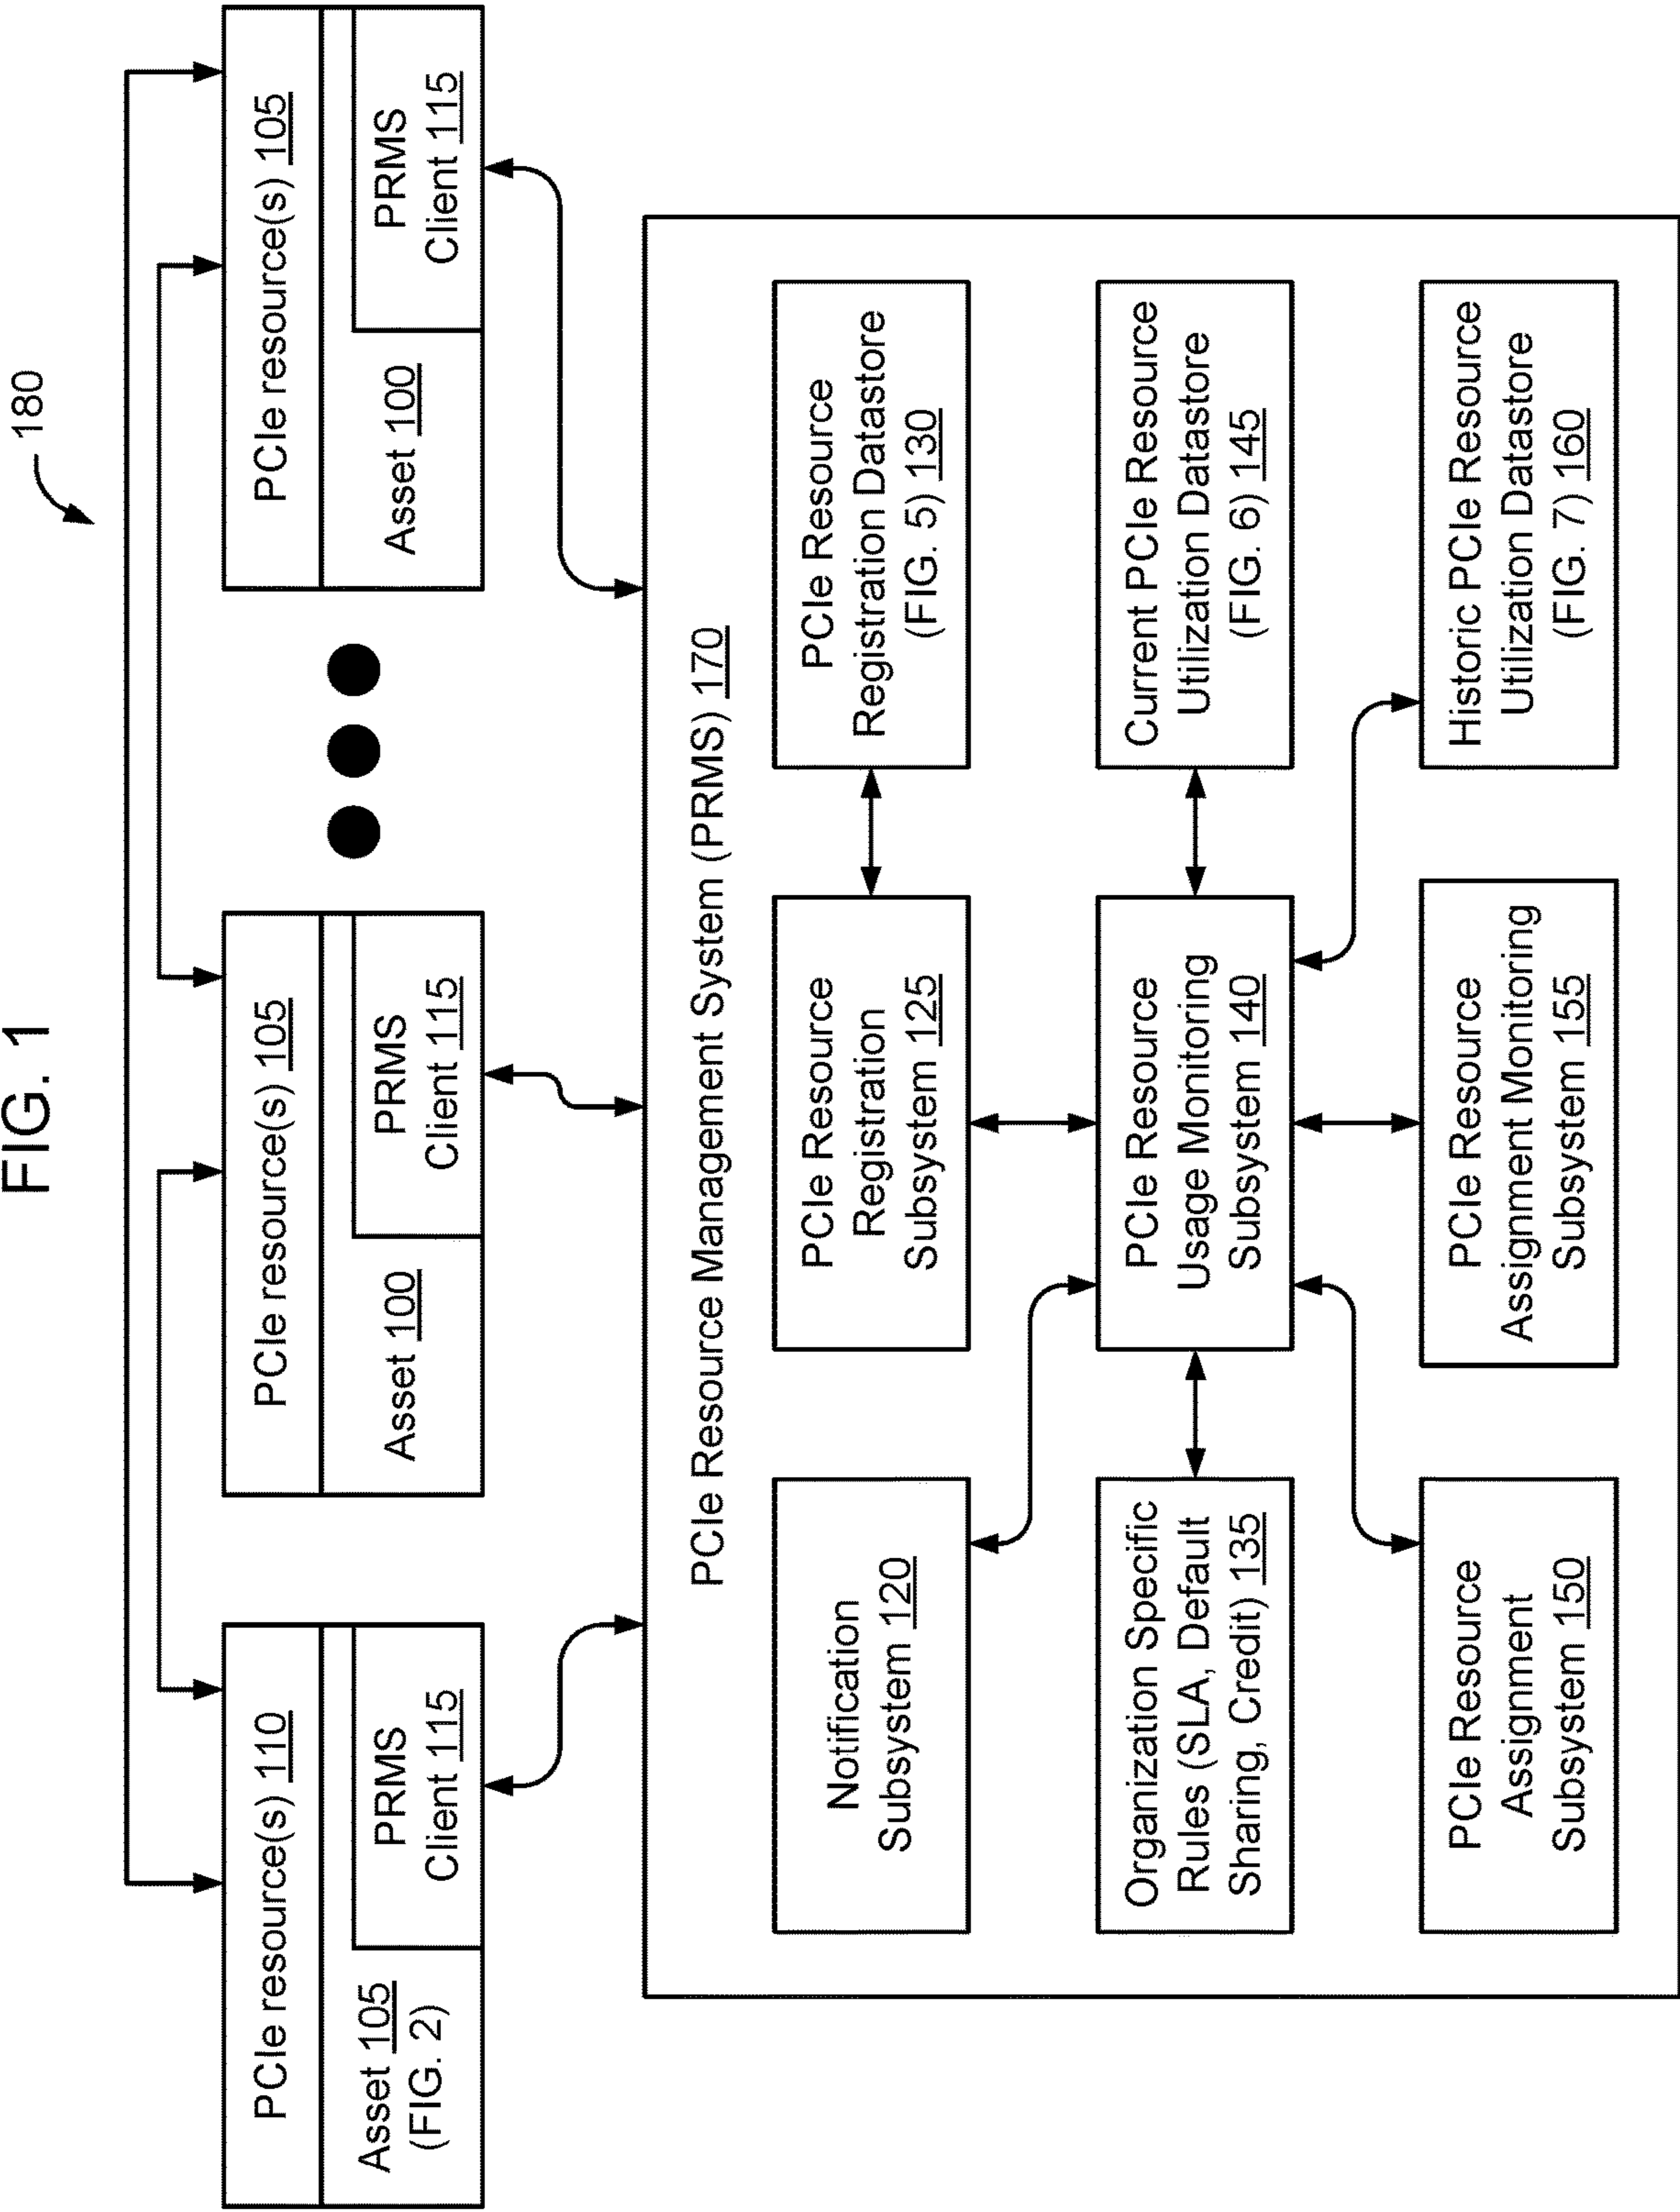 FIG. 1
180
PCIe resource(s) 110
Asset 105
(FIG. 2)
PRMS
Client 115
PCIe resource(s) 105
Asset 100
PRMS
Client 115
PCIe resource(s) 105
Asset 100
PRMS
Client 115
PCIe Resource Management System (PRMS) 170
Notification
Subsystem 120
PCIe Resource
Registration
Subsystem 125
PCIe Resource
Registration Datastore
(FIG. 5) 130
Organization Specific
Rules (SLA, Default
Sharing, Credit) 135
PCIe Resource
Usage Monitoring
Subsystem 140
Current PCIe Resource
Utilization Datastore
(FIG. 6) 145
PCIe Resource
Assignment
Subsystem 150
PCIe Resource
Assignment Monitoring
Subsystem 155
Historic PCIe Resource
Utilization Datastore
(FIG. 7) 160